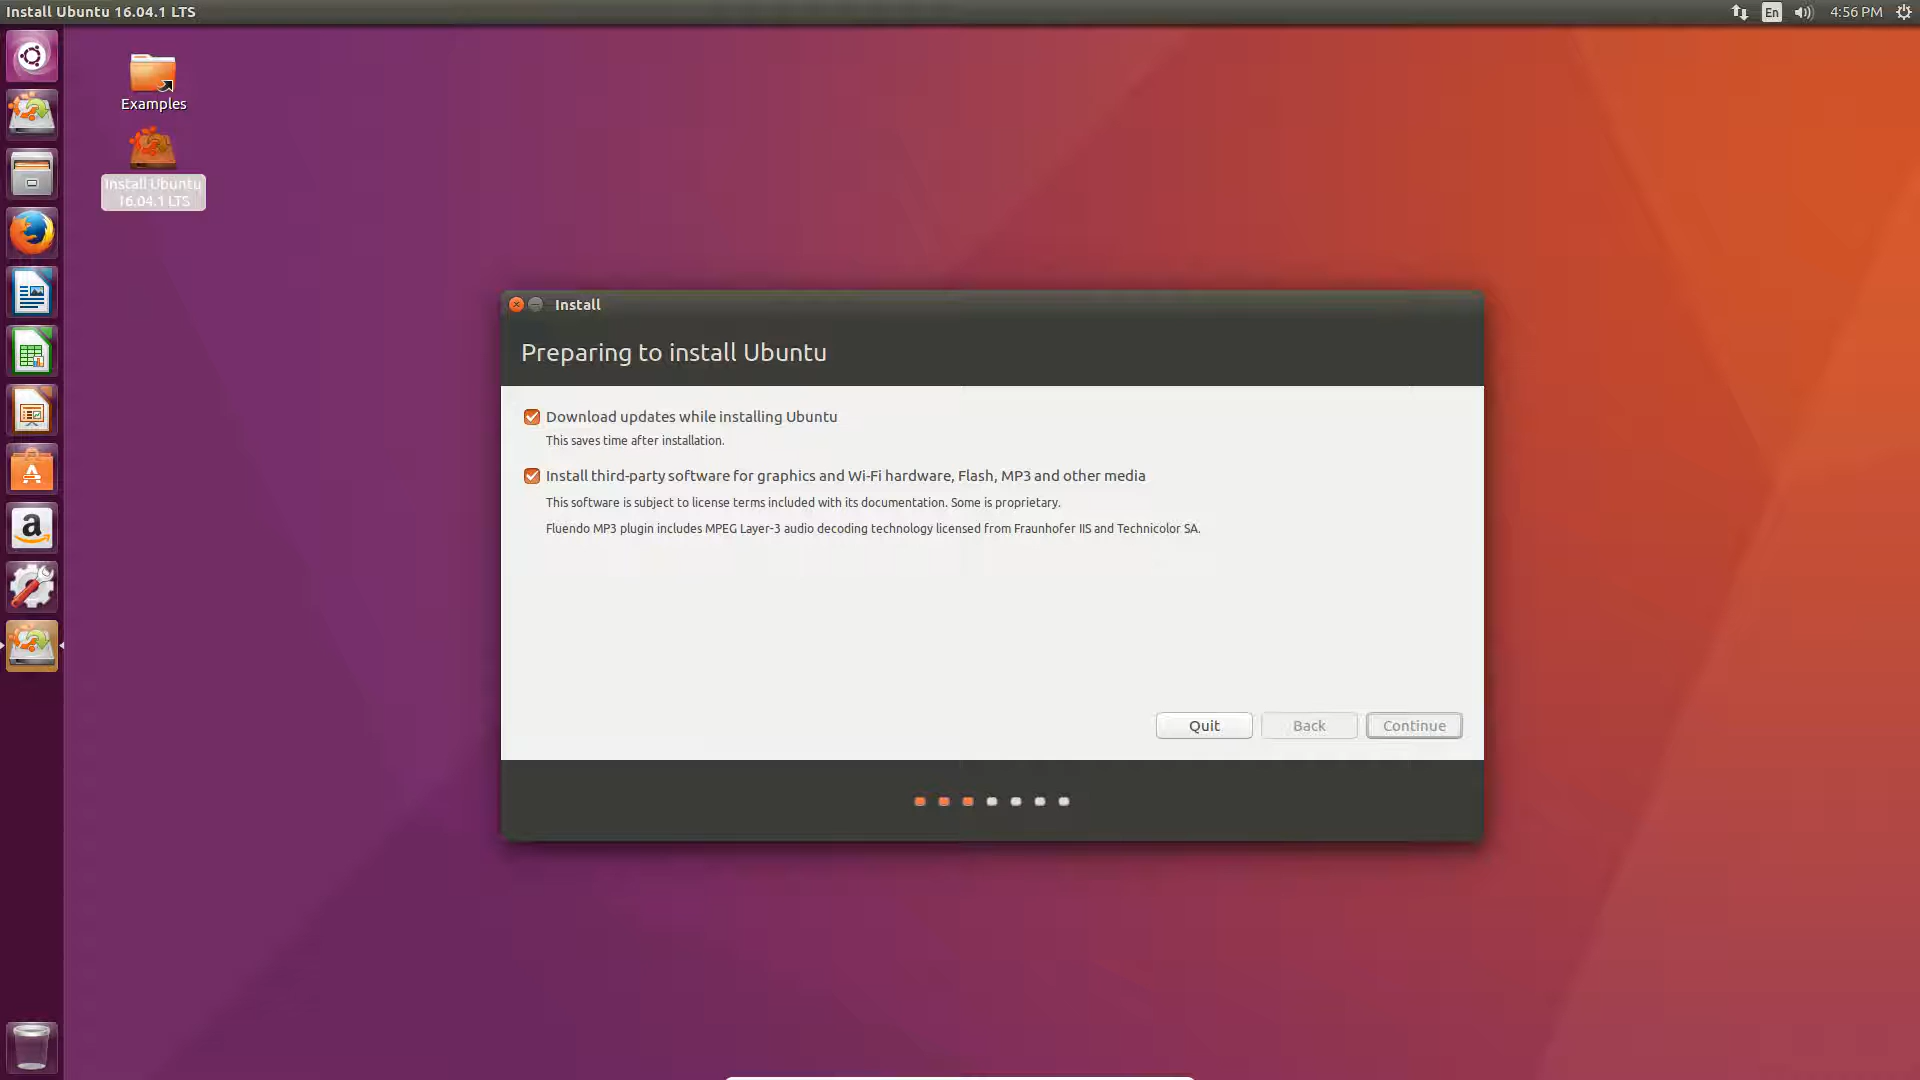 Install Ubuntu 16.04.1 LTS
En
4:56 PM
Examples
Install Ubuntu
16.04.1 LTS
Install
Preparing to install Ubuntu
Download updates while installing Ubuntu
This saves time after installation.
Install third-party software for graphics and Wi-Fi hardware, Flash, MP3 and other media
This software is subject to license terms included with its documentation. Some is proprietary.
Fluendo MP3 plugin includes MPEG Layer-3 audio decoding technology licensed from Fraunhofer IIS and Technicolor SA.
Quit
Back
Continue